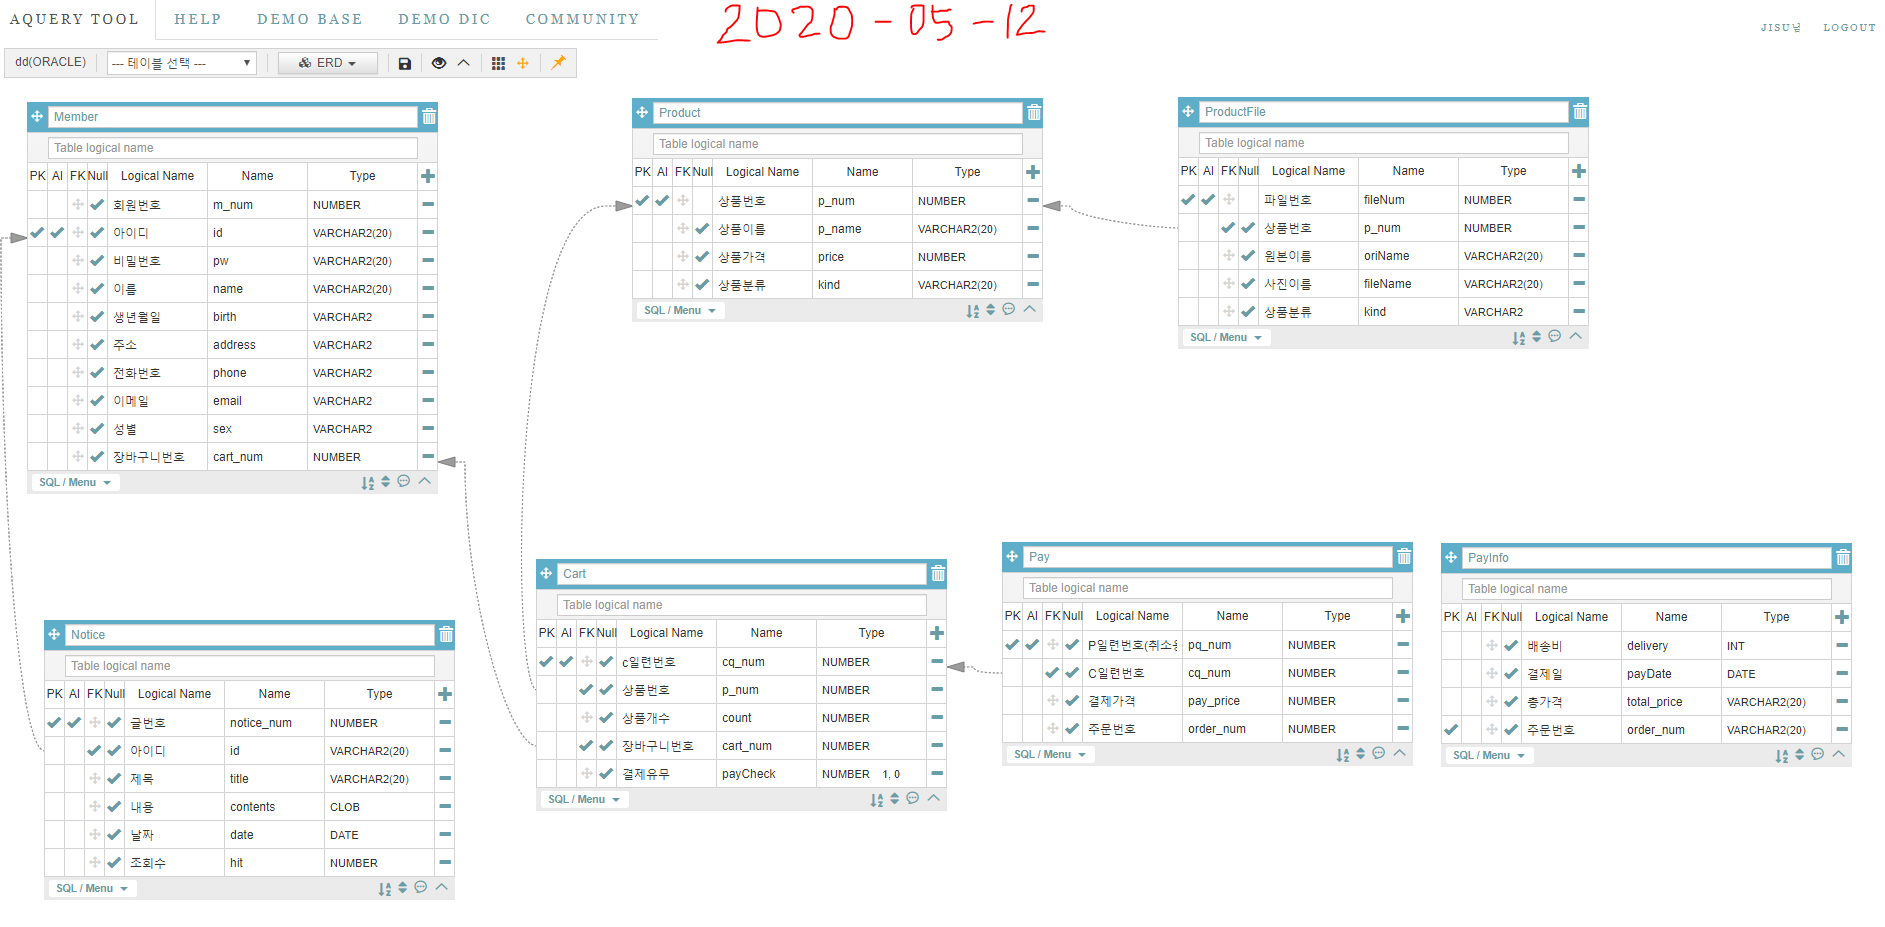 AQUERY TOOL HELP DEMO BASE DEMO DIC COMMUNITY 2020-05-12 JISU님 LOGOUT
dd(ORACLE) --- 테이블 선택 --- ERD
Member
Table logical name
PK AI FK Null Logical Name Name Type
회원번호 m_num NUMBER
아이디 id VARCHAR2(20)
비밀번호 pw VARCHAR2(20)
이름 name VARCHAR2(20)
생년월일 birth VARCHAR2
주소 address VARCHAR2
전화번호 phone VARCHAR2
이메일 email VARCHAR2
성별 sex VARCHAR2
장바구니번호 cart_num NUMBER
SQL / Menu
Product
Table logical name
PK AI FK Null Logical Name Name Type
상품번호 p_num NUMBER
상품이름 p_name VARCHAR2(20)
상품가격 price NUMBER
상품분류 kind VARCHAR2(20)
SQL / Menu
ProductFile
Table logical name
PK AI FK Null Logical Name Name Type
파일번호 fileNum NUMBER
상품번호 p_num NUMBER
원본이름 oriName VARCHAR2(20)
사진이름 fileName VARCHAR2(20)
상품분류 kind VARCHAR2
SQL / Menu
Notice
Table logical name
PK AI FK Null Logical Name Name Type
글번호 notice_num NUMBER
아이디 id VARCHAR2(20)
제목 title VARCHAR2(20)
내용 contents CLOB
날짜 date DATE
조회수 hit NUMBER
SQL / Menu
Cart
Table logical name
PK AI FK Null Logical Name Name Type
c일련번호 cq_num NUMBER
상품번호 p_num NUMBER
상품개수 count NUMBER
장바구니번호 cart_num NUMBER
결제유무 payCheck NUMBER 1, 0
SQL / Menu
Pay
Table logical name
PK AI FK Null Logical Name Name Type
P일련번호(취소용 pq_num NUMBER
C일련번호 cq_num NUMBER
결제가격 pay_price NUMBER
주문번호 order_num NUMBER
SQL / Menu
PayInfo
Table logical name
PK AI FK Null Logical Name Name Type
배송비 delivery INT
결제일 payDate DATE
총가격 total_price VARCHAR2(20)
주문번호 order_num VARCHAR2(20)
SQL / Menu